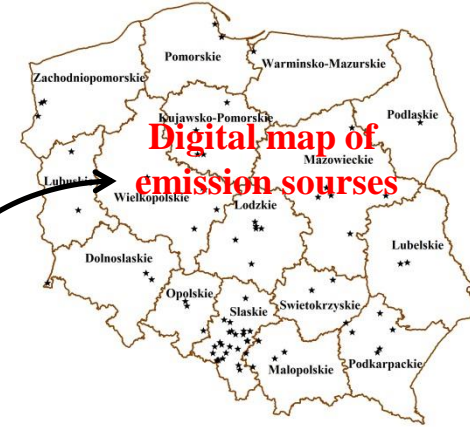 Pomorskie
Warminsko-Mazurskie
Zachodniopomorskie
Podlaskie
Kujawsko-Pomorskie
Digital map of
Mazowieckie
emission sourses
Lubuskie
Wielkopolskie
Lodzkie
Lubelskie
Dolnoslaskie
Opolskie
Slaskie
Swietokrzyskie
Malopolskie
Podkarpackie